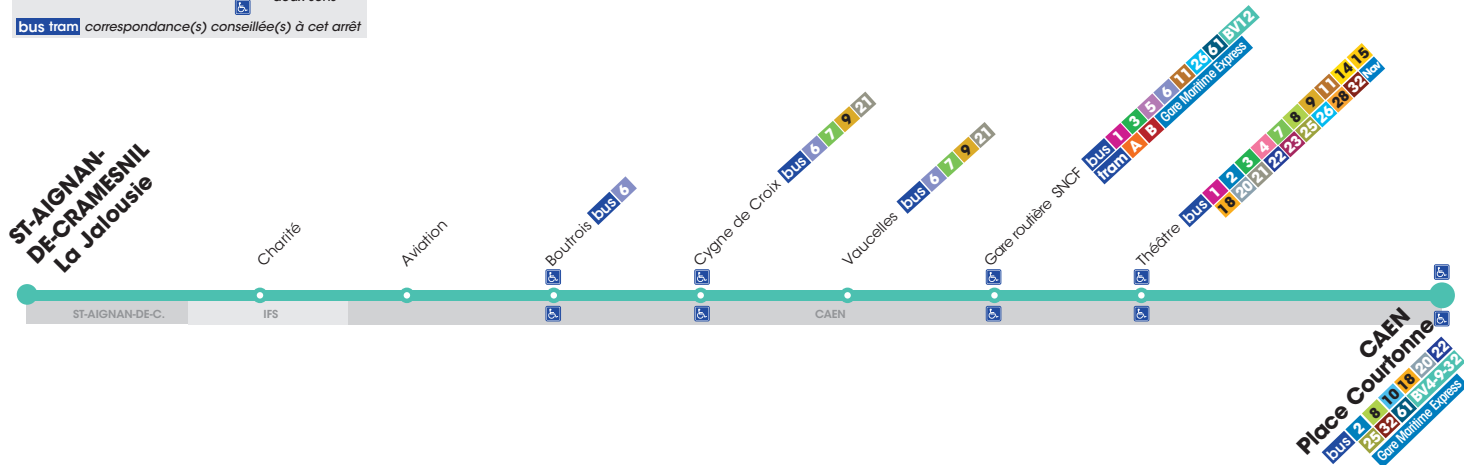 deux sens
bus tram correspondance(s) conseillée(s) à cet arrêt
ST-AIGNAN-
DE-CRAMESNIL
La Jalousie
Charité
Aviation
Boutrois bus 6
Cygne de Croix bus 6 7 9 21
Vaucelles bus 6 7 9 21
Gare routière SNCF bus 1 3 5 6 11 26 61 BV12
tram A B Gare Maritime Express
Théâtre bus 1 2 3 4 7 8 9 11 14 15
18 20 21 22 23 25 26 28 32 Nav
ST-AIGNAN-DE-C.
IFS
CAEN
CAEN
Place Courtonne
bus 2 8 10 18 20 22
25 32 61 BV4-9-32
Gare Maritime Express